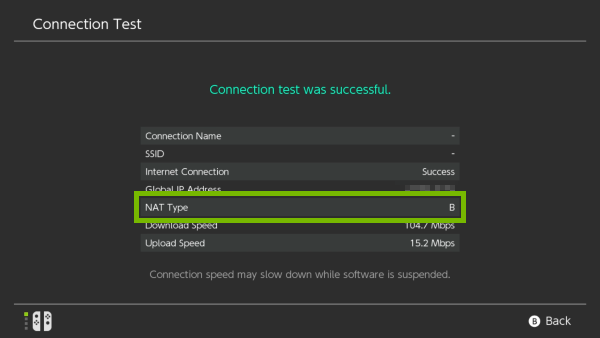 Connection Test
Connection test was successful.
Connection Name -
SSID -
Internet Connection Success
Global IP Address
NAT Type B
Download Speed 104.7 Mbps
Upload Speed 15.2 Mbps
Connection speed may slow down while software is suspended.
B Back